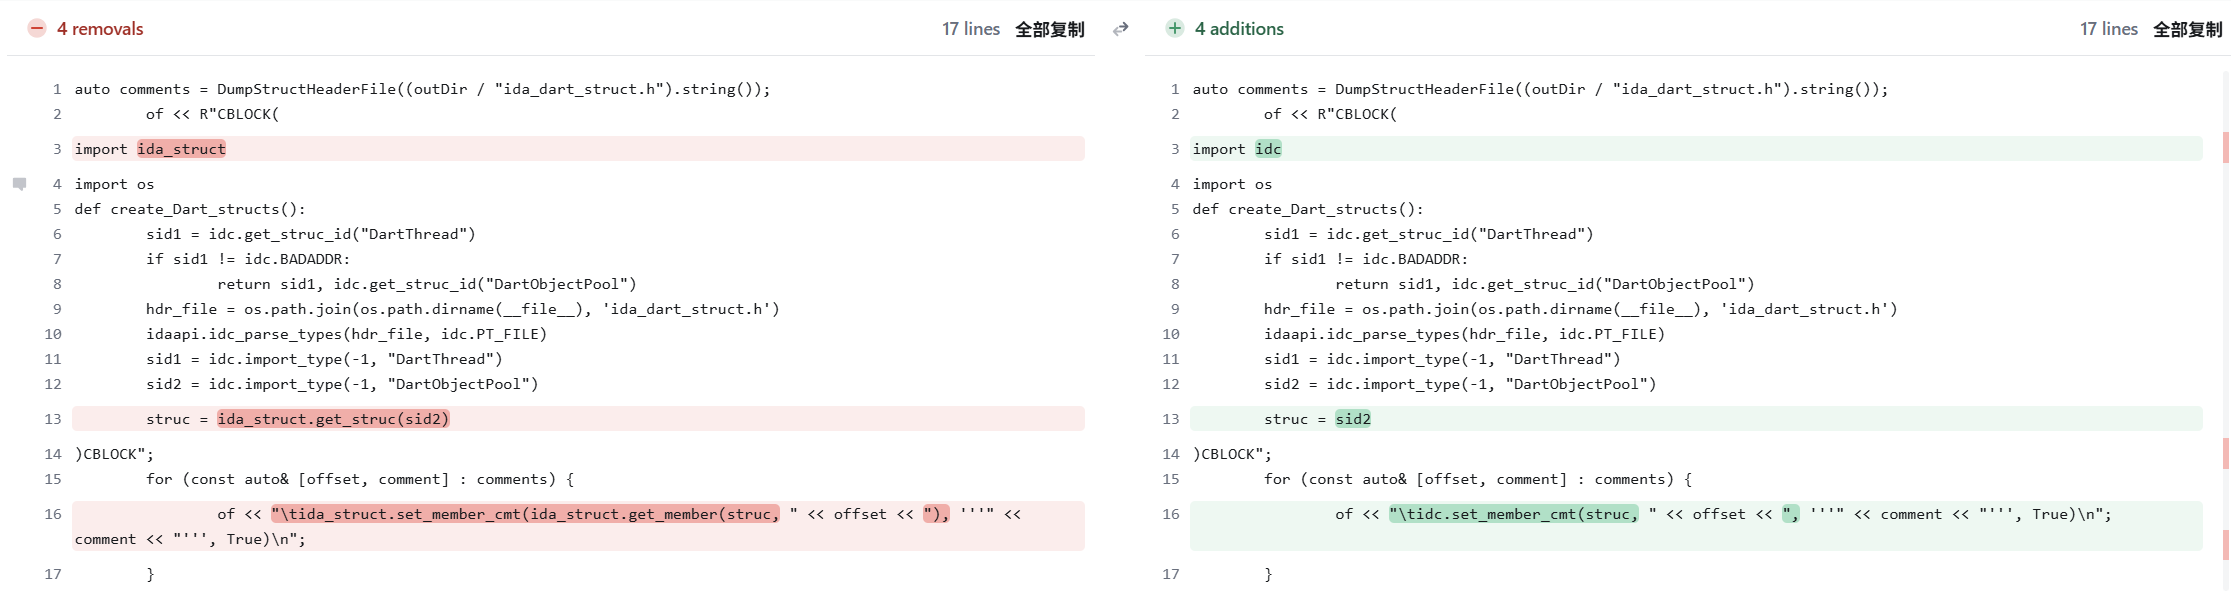 4 removals
17 lines 全部复制
1 auto comments = DumpStructHeaderFile((outDir / "ida_dart_struct.h").string());
2 of << R"CBLOCK(
3 import ida_struct
4 import os
5 def create_Dart_structs():
6 sid1 = idc.get_struc_id("DartThread")
7 if sid1 != idc.BADADDR:
8 return sid1, idc.get_struc_id("DartObjectPool")
9 hdr_file = os.path.join(os.path.dirname(__file__), 'ida_dart_struct.h')
10 idaapi.idc_parse_types(hdr_file, idc.PT_FILE)
11 sid1 = idc.import_type(-1, "DartThread")
12 sid2 = idc.import_type(-1, "DartObjectPool")
13 struc = ida_struct.get_struc(sid2)
14 )CBLOCK";
15 for (const auto& [offset, comment] : comments) {
16 of << "\tida_struct.set_member_cmt(ida_struct.get_member(struc, " << offset << "), '''" <<
comment << "''', True)\n";
17 }
4 additions
17 lines 全部复制
1 auto comments = DumpStructHeaderFile((outDir / "ida_dart_struct.h").string());
2 of << R"CBLOCK(
3 import idc
4 import os
5 def create_Dart_structs():
6 sid1 = idc.get_struc_id("DartThread")
7 if sid1 != idc.BADADDR:
8 return sid1, idc.get_struc_id("DartObjectPool")
9 hdr_file = os.path.join(os.path.dirname(__file__), 'ida_dart_struct.h')
10 idaapi.idc_parse_types(hdr_file, idc.PT_FILE)
11 sid1 = idc.import_type(-1, "DartThread")
12 sid2 = idc.import_type(-1, "DartObjectPool")
13 struc = sid2
14 )CBLOCK";
15 for (const auto& [offset, comment] : comments) {
16 of << "\tidc.set_member_cmt(struc, " << offset << ", '''" << comment << "''', True)\n";
17 }